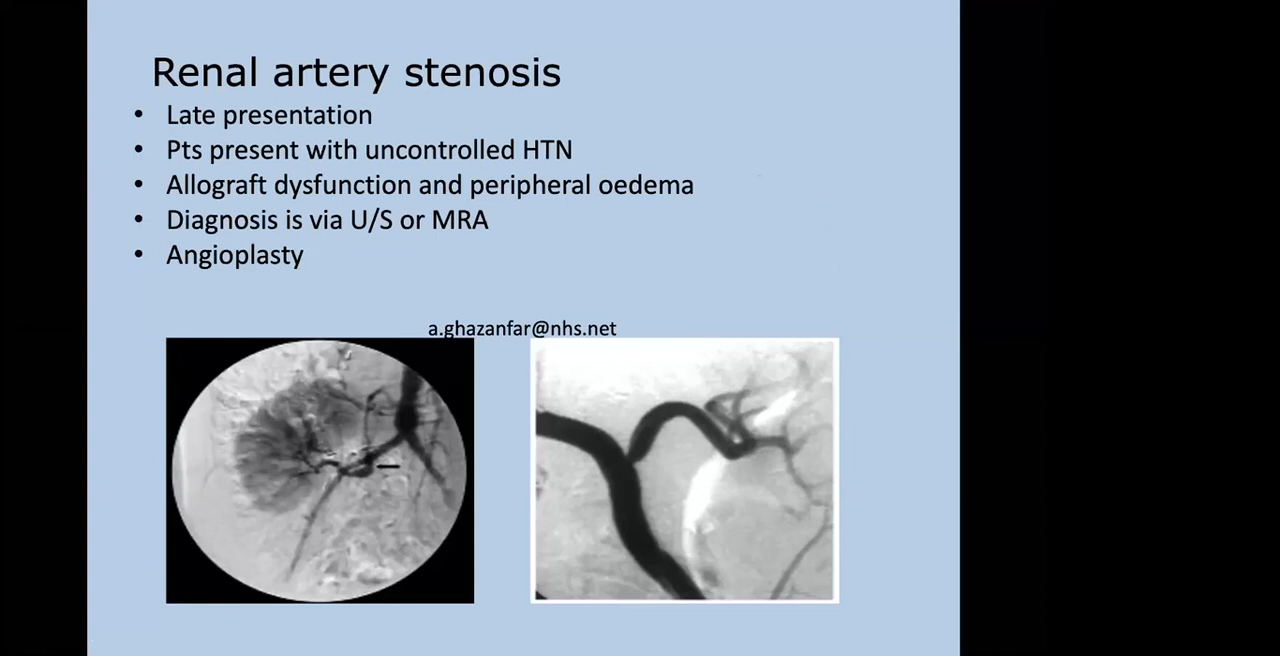 Renal artery stenosis
• Late presentation
• Pts present with uncontrolled HTN
• Allograft dysfunction and peripheral oedema
• Diagnosis is via U/S or MRA
• Angioplasty
a.ghazanfar@nhs.net